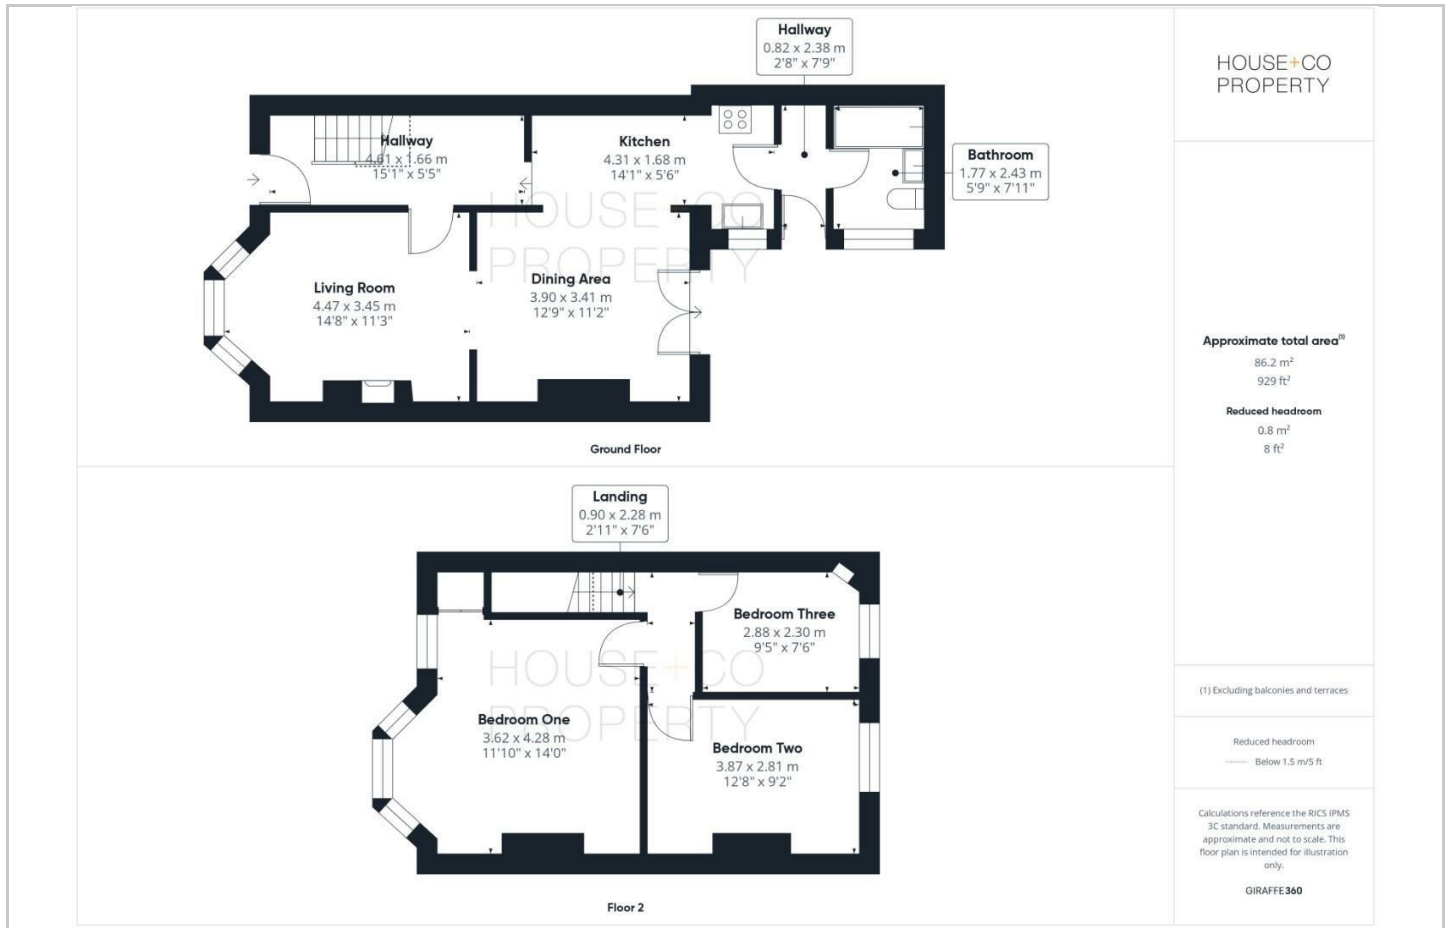 Hallway
0.82 x 2.38 m
2'8" x 7'9"
Hallway
4.61 x 1.66 m
15'1" x 5'5"
Kitchen
4.31 x 1.68 m
14'1" x 5'6"
Bathroom
1.77 x 2.43 m
5'9" x 7'11"
HOUSE+CO
PROPERTY
Living Room
4.47 x 3.45 m
14'8" x 11'3"
Dining Area
3.90 x 3.41 m
12'9" x 11'2"
Ground Floor
Landing
0.90 x 2.28 m
2'11" x 7'6"
Bedroom Three
2.88 x 2.30 m
9'5" x 7'6"
HOUSE+CO
PROPERTY
Bedroom One
3.62 x 4.28 m
11'10" x 14'0"
Bedroom Two
3.87 x 2.81 m
12'8" x 9'2"
Floor 2
HOUSE+CO
PROPERTY
Approximate total area(1)
86.2 m²
929 ft²
Reduced headroom
0.8 m²
8 ft²
(1) Excluding balconies and terraces
Reduced headroom
Below 1.5 m/5 ft
Calculations reference the RICS IPMS
3C standard. Measurements are
approximate and not to scale. This
floor plan is intended for illustration
only.
GIRAFFE360